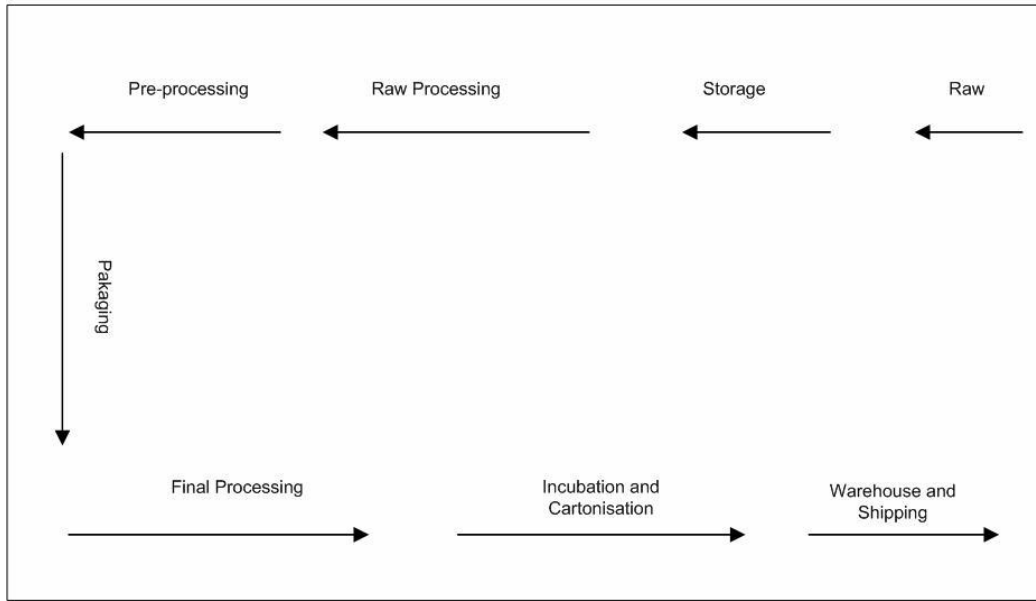 Pre-processing
Raw Processing
Storage
Raw
Pakaging
Final Processing
Incubation and
Cartonisation
Warehouse and
Shipping